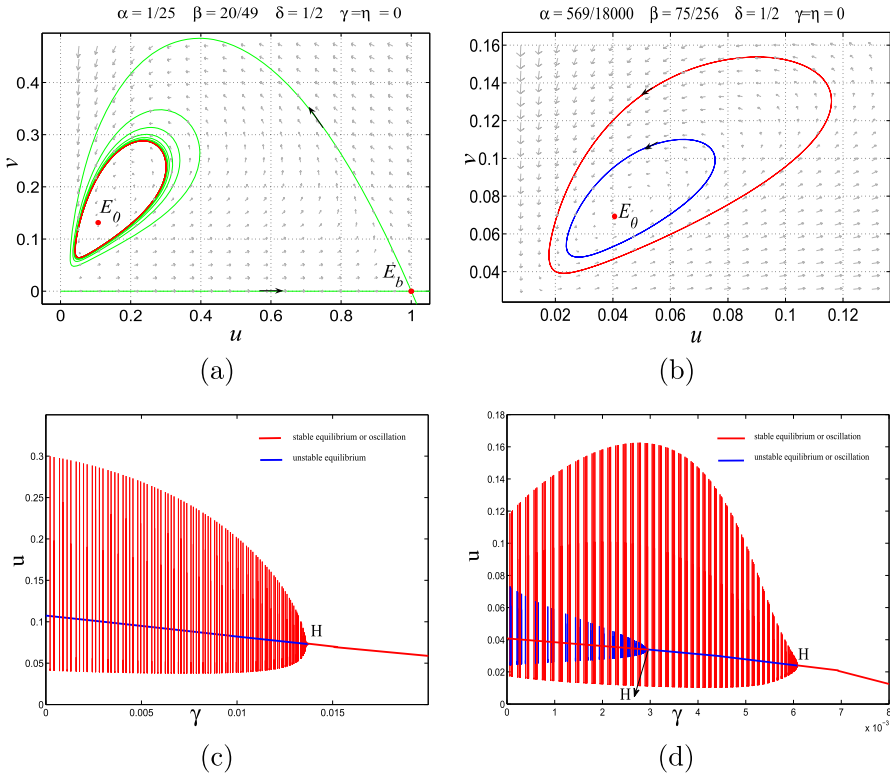 α = 1/25 β = 20/49 δ = 1/2 γ=η = 0
α = 569/18000 β = 75/256 δ = 1/2 γ=η = 0
0.5
0.4
0.3
0.2
0.1
0
v
E₀
E_b
0 0.2 0.4 0.6 0.8 1
u
(a)
0.16
0.14
0.12
0.1
0.08
0.06
0.04
v
E₀
0.02 0.04 0.06 0.08 0.1 0.12
u
(b)
0.3
0.25
0.2
0.15
0.1
0.05
0
u
stable equilibrium or oscillation
unstable equilibrium
H
0 0.005 0.01 0.015
γ
(c)
0.18
0.16
0.14
0.12
0.1
0.08
0.06
0.04
0.02
0
u
stable equilibrium or oscillation
unstable equilibrium or oscillation
H
H
0 1 2 3 4 5 6 7 8
x 10⁻³
γ
(d)